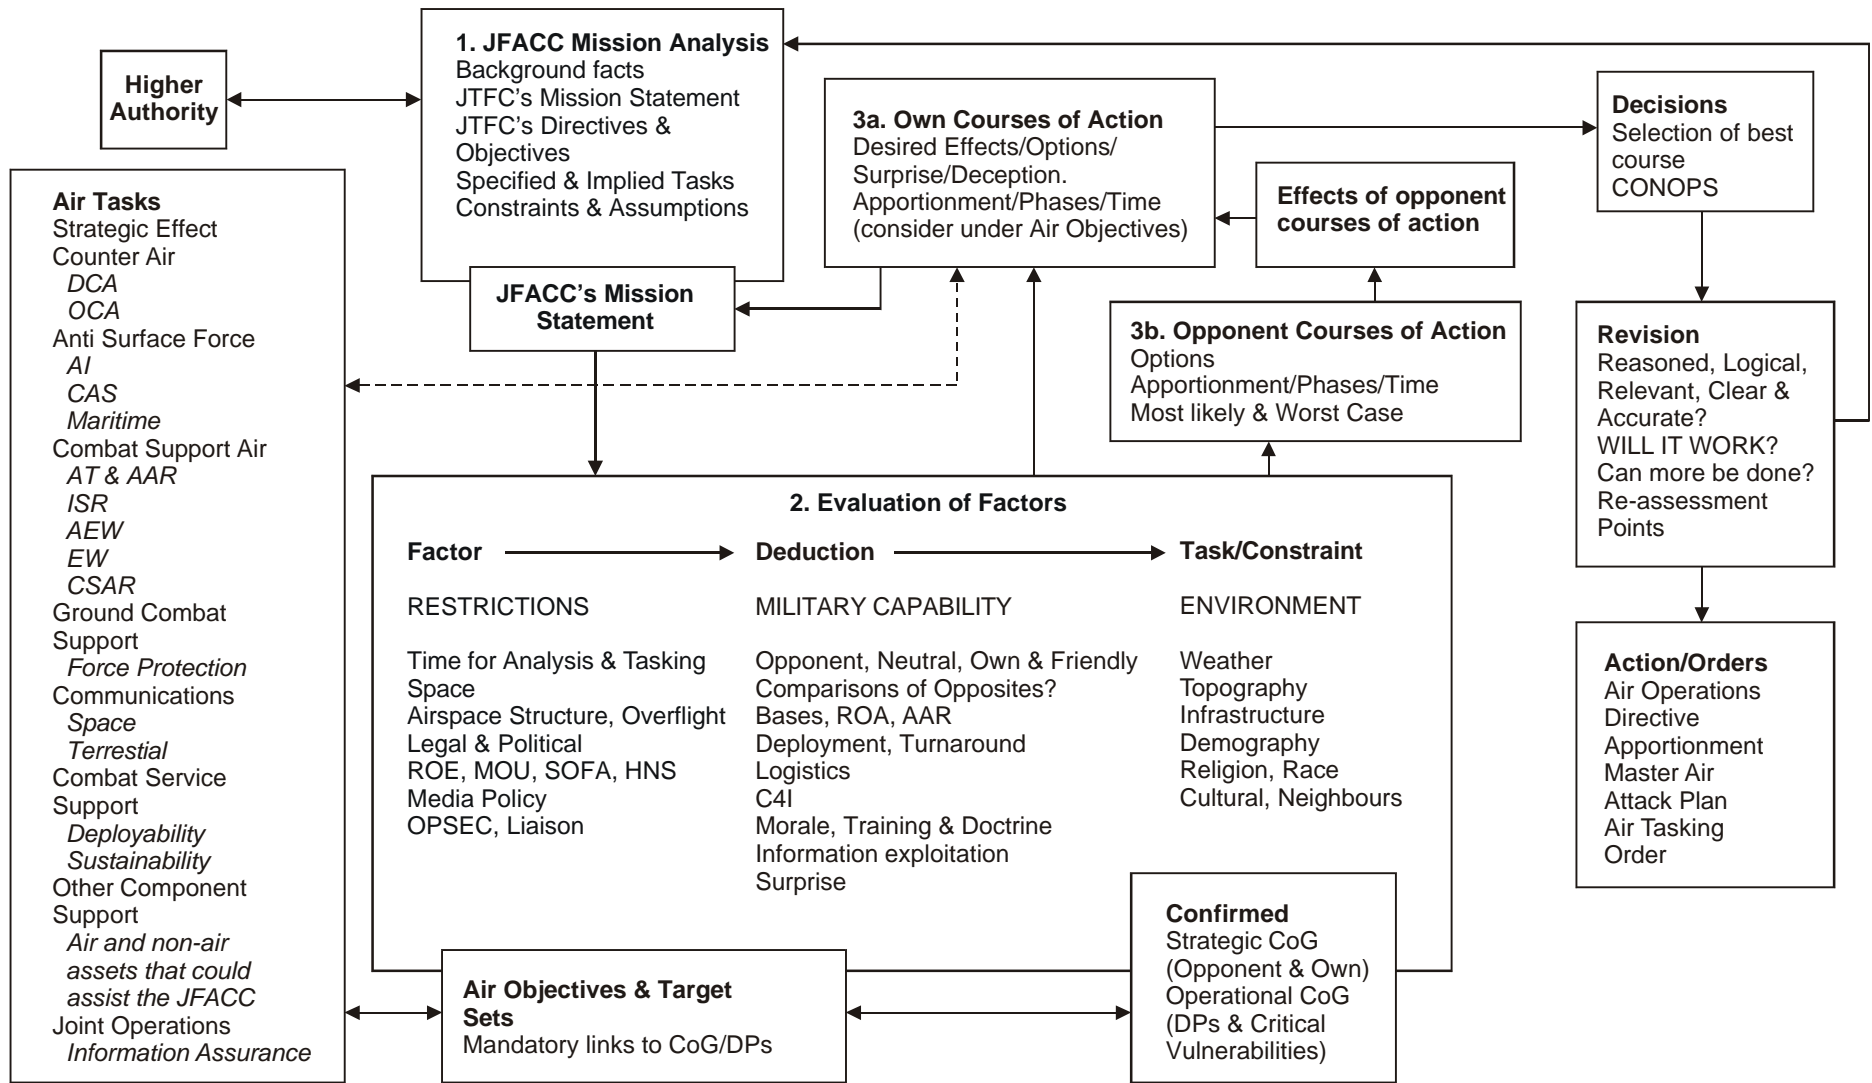 1. JFACC Mission Analysis
Background facts
JTFC's Mission Statement
JTFC's Directives &
Objectives
Specified & Implied Tasks
Constraints & Assumptions
JFACC's Mission
Statement
Higher
Authority
Air Tasks
Strategic Effect
Counter Air
DCA
OCA
Anti Surface Force
AI
CAS
Maritime
Combat Support Air
AT & AAR
ISR
AEW
EW
CSAR
Ground Combat
Support
Force Protection
Communications
Space
Terrestial
Combat Service
Support
Deployability
Sustainability
Other Component
Support
Air and non-air
assets that could
assist the JFACC
Joint Operations
Information Assurance
3a. Own Courses of Action
Desired Effects/Options/
Surprise/Deception.
Apportionment/Phases/Time
(consider under Air Objectives)
Effects of opponent
courses of action
3b. Opponent Courses of Action
Options
Apportionment/Phases/Time
Most likely & Worst Case
Decisions
Selection of best
course
CONOPS
Revision
Reasoned, Logical,
Relevant, Clear &
Accurate?
WILL IT WORK?
Can more be done?
Re-assessment
Points
Action/Orders
Air Operations
Directive
Apportionment
Master Air
Attack Plan
Air Tasking
Order
2. Evaluation of Factors
Factor
Deduction
Task/Constraint
RESTRICTIONS
Time for Analysis & Tasking
Space
Airspace Structure, Overflight
Legal & Political
ROE, MOU, SOFA, HNS
Media Policy
OPSEC, Liaison
MILITARY CAPABILITY
Opponent, Neutral, Own & Friendly
Comparisons of Opposites?
Bases, ROA, AAR
Deployment, Turnaround
Logistics
C4I
Morale, Training & Doctrine
Information exploitation
Surprise
ENVIRONMENT
Weather
Topography
Infrastructure
Demography
Religion, Race
Cultural, Neighbours
Air Objectives & Target
Sets
Mandatory links to CoG/DPs
Confirmed
Strategic CoG
(Opponent & Own)
Operational CoG
(DPs & Critical
Vulnerabilities)